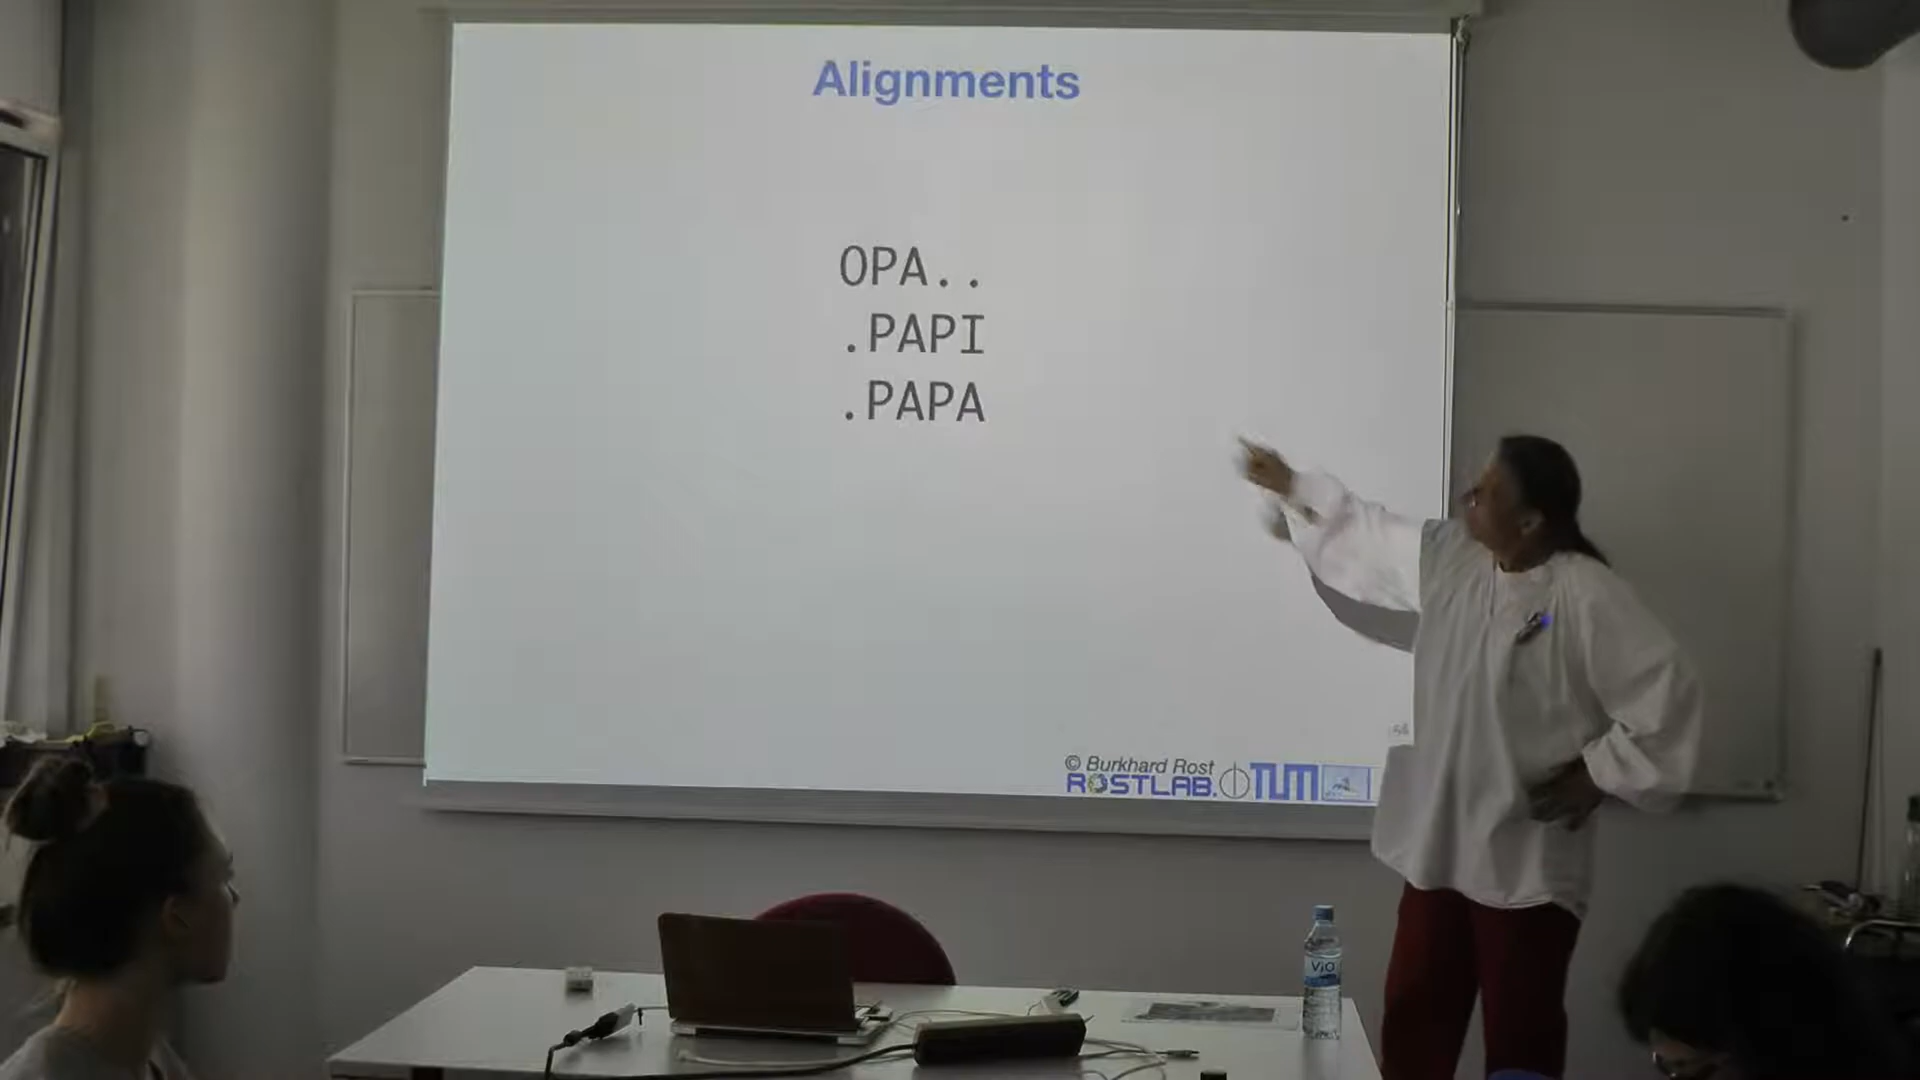 Alignments
OPA..
.PAPI
.PAPA
© Burkhard Rost
ROSTLAB.
TUM
ViO